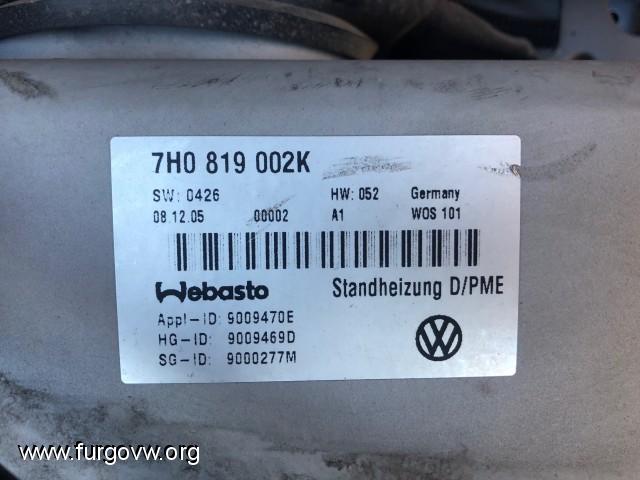 7H0 819 002K
SW: 0426 HW: 052 Germany
08.12.05 00002 A1 WOS 101
Webasto Standheizung D/PME
Appl-ID: 9009470E
HG-ID: 9009469D
SG-ID: 9000277M
www.furgovw.org